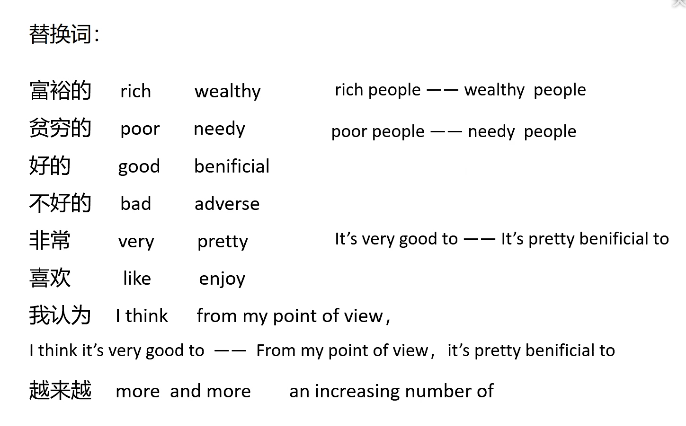 替换词：
富裕的 rich wealthy rich people —— wealthy people
贫穷的 poor needy poor people —— needy people
好的 good benificial
不好的 bad adverse
非常 very pretty It’s very good to —— It’s pretty benificial to
喜欢 like enjoy
我认为 I think from my point of view，
I think it’s very good to —— From my point of view，it’s pretty benificial to
越来越 more and more an increasing number of